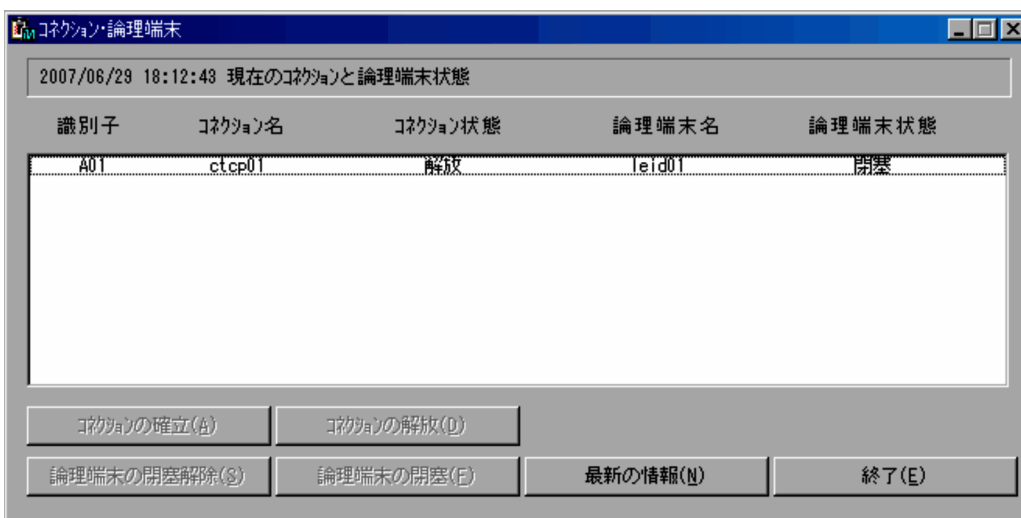 ｺﾈｸｼｮﾝ･論理端末
2007/06/29 18:12:43 現在のｺﾈｸｼｮﾝと論理端末状態
識別子 ｺﾈｸｼｮﾝ名 ｺﾈｸｼｮﾝ状態 論理端末名 論理端末状態
A01 ctcp01 解放 leid01 閉塞
ｺﾈｸｼｮﾝの確立(A) ｺﾈｸｼｮﾝの解放(D)
論理端末の閉塞解除(S) 論理端末の閉塞(F) 最新の情報(N) 終了(E)